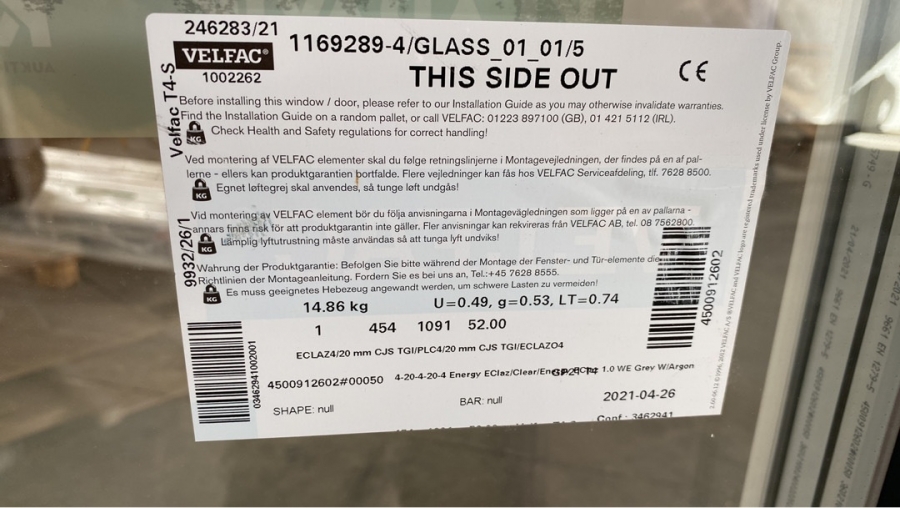 246283/21
VELFAC®
1002262
1169289-4/GLASS_01_01/5
THIS SIDE OUT
CE
Velfac T4-S
Before installing this window / door, please refer to our Installation Guide as you may otherwise invalidate warranties.
Find the Installation Guide on a random pallet, or call VELFAC: 01223 897100 (GB), 01 421 5112 (IRL).
KG Check Health and Safety regulations for correct handling!
Ved montering af VELFAC elementer skal du følge retningslinjerne i Montagevejledningen, der findes på en af pal-
lerne - ellers kan produktgarantien bortfalde. Flere vejledninger kan fås hos VELFAC Serviceafdeling, tlf. 7628 8500.
KG Egnet løftegrej skal anvendes, så tunge løft undgås!
Vid montering av VELFAC element bör du följa anvisningarna i Montagevägledningen som ligger på en av pallarna -
annars finns risk för att produktgarantin inte gäller. Fler anvisningar kan rekvireras från VELFAC AB, tel. 08 7562800.
KG Lämplig lyftutrustning måste användas så att tunga lyft undviks!
9932/26/1
Wahrung der Produktgarantie: Befolgen Sie bitte während der Montage der Fenster- und Tür-elemente die
Richtlinien der Montageanleitung. Fordern Sie es bei uns an, Tel.:+45 7628 8555.
KG Es muss geeignetes Hebezeug angewandt werden, um schwere Lasten zu vermeiden!
14.86 kg U=0.49, g=0.53, LT=0.74
1 454 1091 52.00
ECLAZ4/20 mm CJS TGI/PLC4/20 mm CJS TGI/ECLAZO4
4500912602#00050 4-20-4-20-4 Energy EClaz/Clear/ 1.0 WE Grey W/Argon
SHAPE: null BAR: null 2021-04-26
Conf : 3462941
03462941002001
4500912602